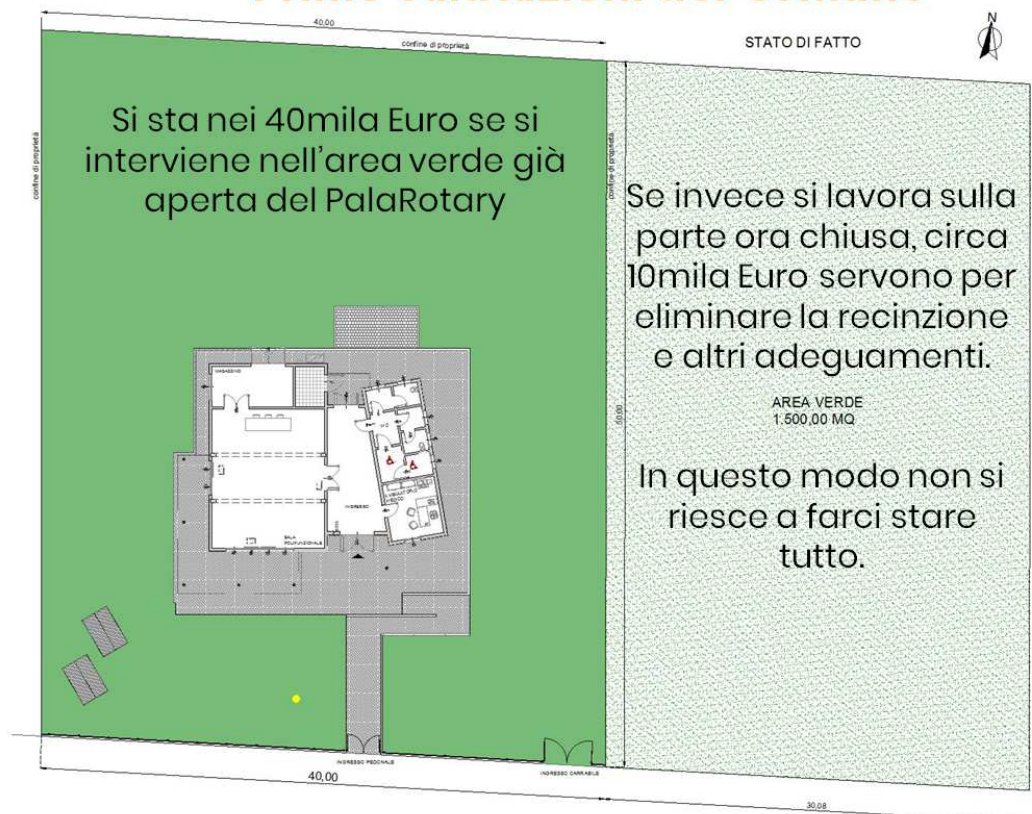 40,00
confine di proprietà
STATO DI FATTO
N
confine di proprietà
confine di proprietà
Si sta nei 40mila Euro se si
interviene nell'area verde già
aperta del PalaRotary
Se invece si lavora sulla
parte ora chiusa, circa
10mila Euro servono per
eliminare la recinzione
e altri adeguamenti.
AREA VERDE
1.500,00 MQ
In questo modo non si
riesce a farci stare
tutto.
MAGAZZINO
WC
INGRESSO
SALA
POLIFUNZIONALE
INGRESSO PEDONALE
INGRESSO CARRABILE
40,00
30,08